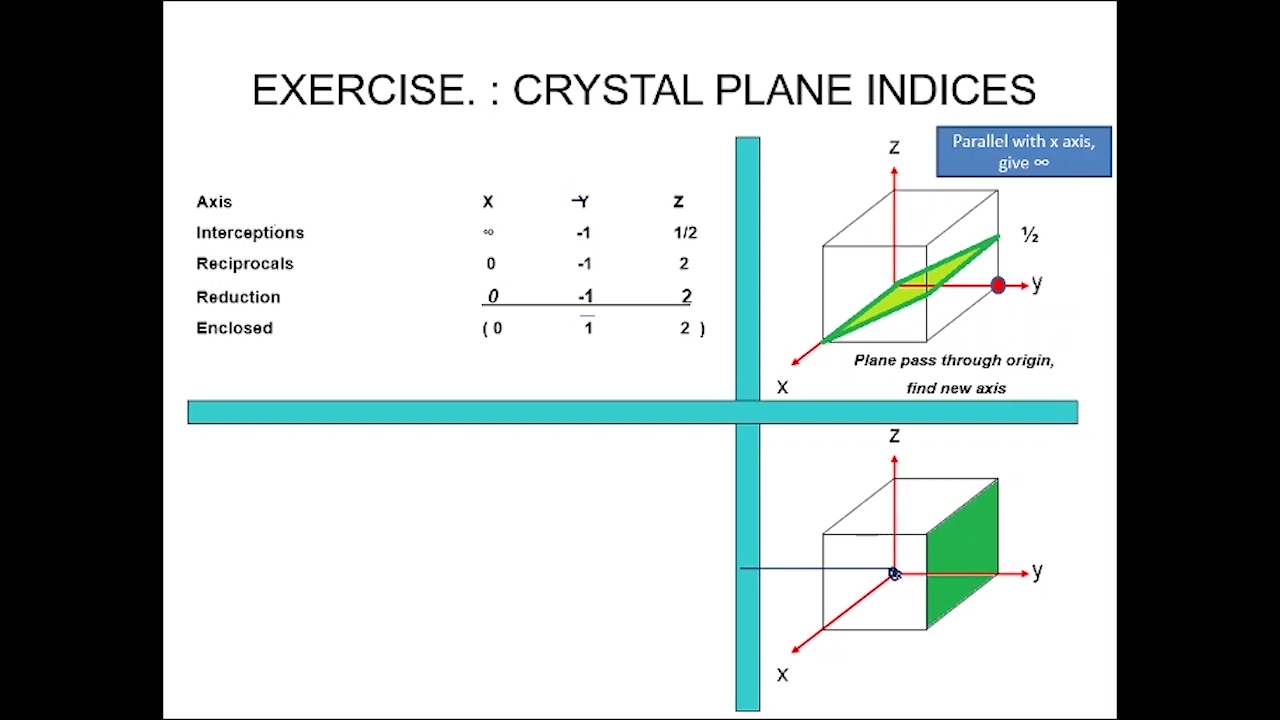 EXERCISE. : CRYSTAL PLANE INDICES
Parallel with x axis,
give ∞
Axis X -Y Z
Interceptions ∞ -1 1/2
Reciprocals 0 -1 2
Reduction 0 -1 2
Enclosed ( 0 1̅ 2 )
Z
½
y
x
Plane pass through origin,
find new axis
Z
y
x